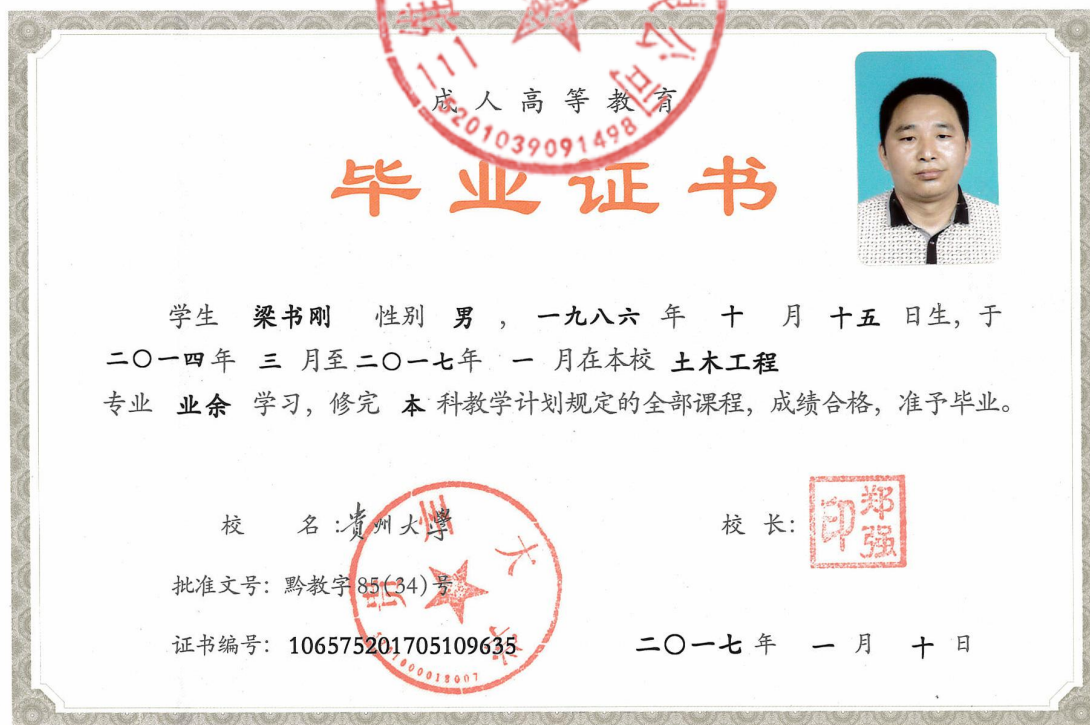 成人高等教育
5201039091498
毕业证书
学生 梁书刚 性别 男 ，一九八六 年 十 月 十五 日生，于
二〇一四年 三 月至二〇一七年 一 月在本校 土木工程
专业 业余 学习，修完 本 科教学计划规定的全部课程，成绩合格，准予毕业。
校 名：贵州大學
校 长：
郑强印
批准文号：黔教字85(34)号
证书编号：106575201705109635
二〇一七年 一 月 十 日